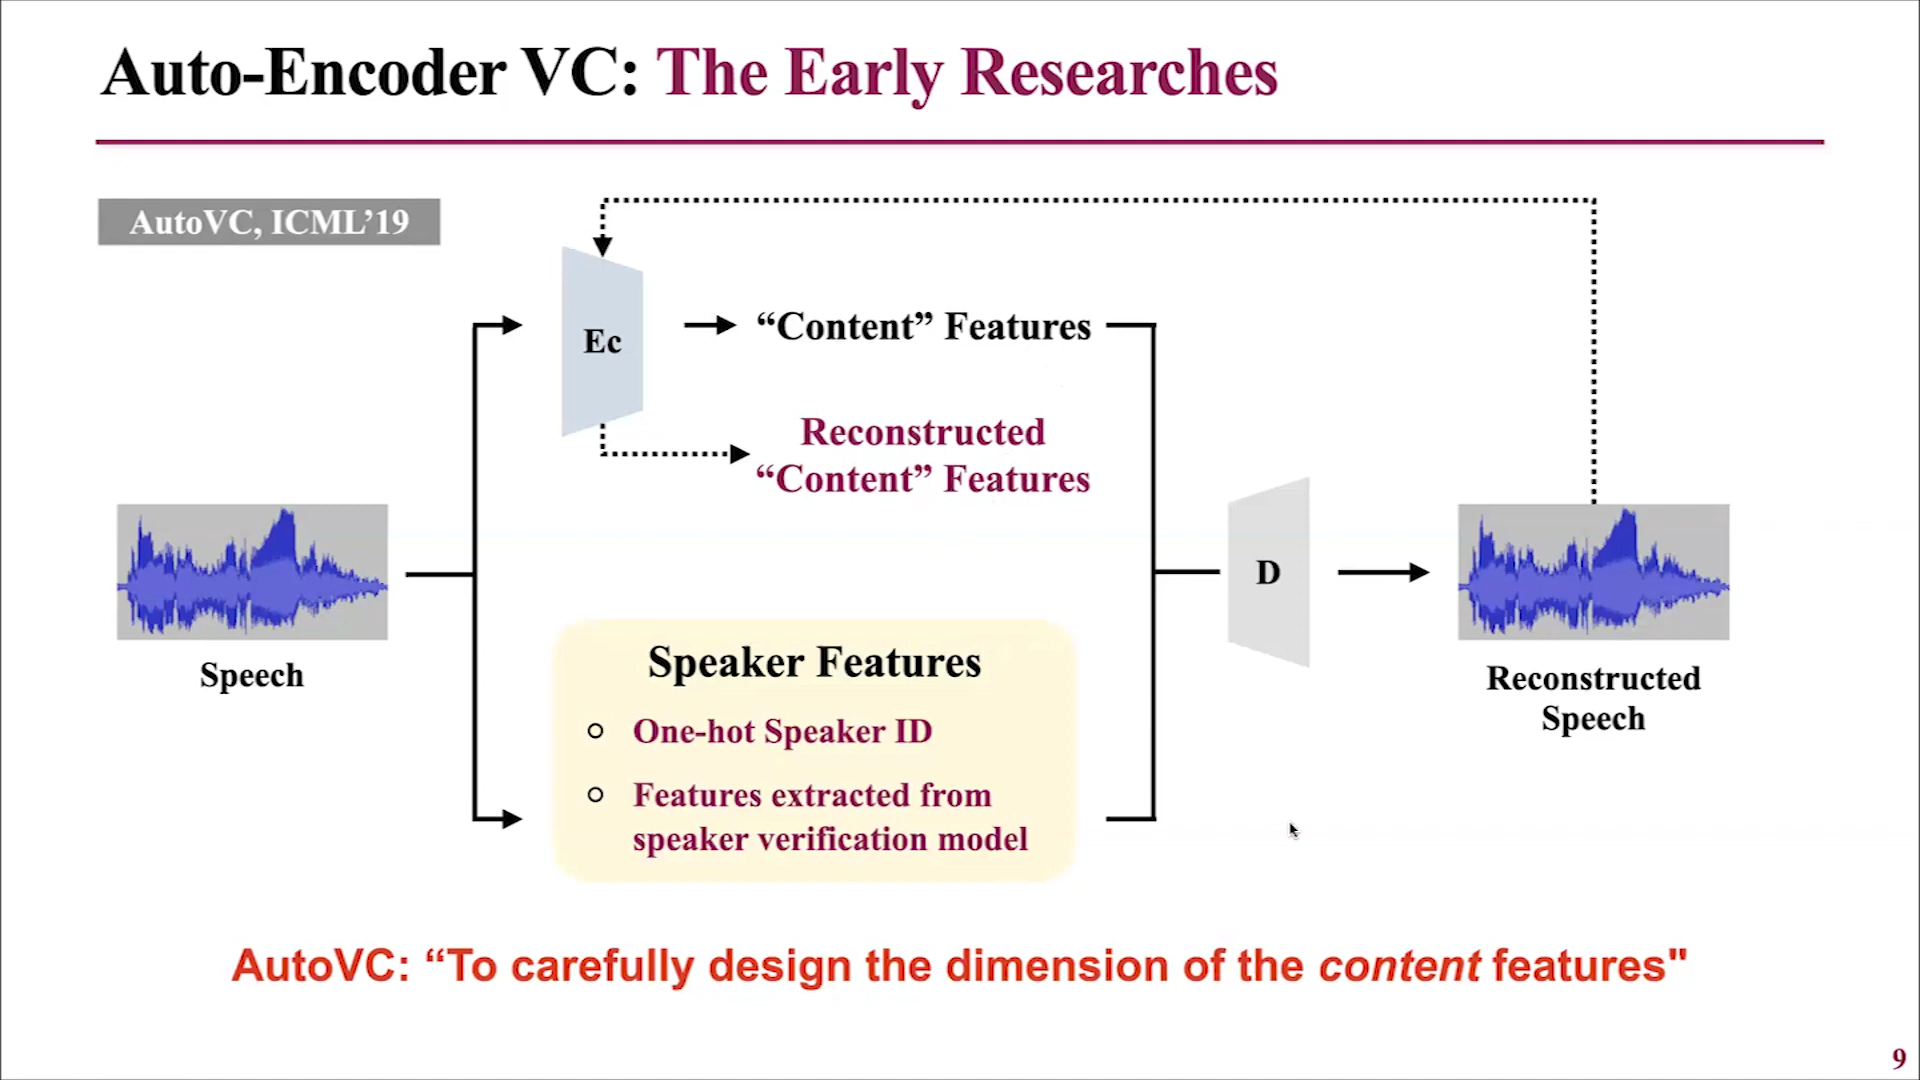 Auto-Encoder VC: The Early Researches
AutoVC, ICML’19
Ec
“Content” Features
Reconstructed
“Content” Features
Speech
Speaker Features
One-hot Speaker ID
Features extracted from
speaker verification model
D
Reconstructed
Speech
AutoVC: “To carefully design the dimension of the content features"
9